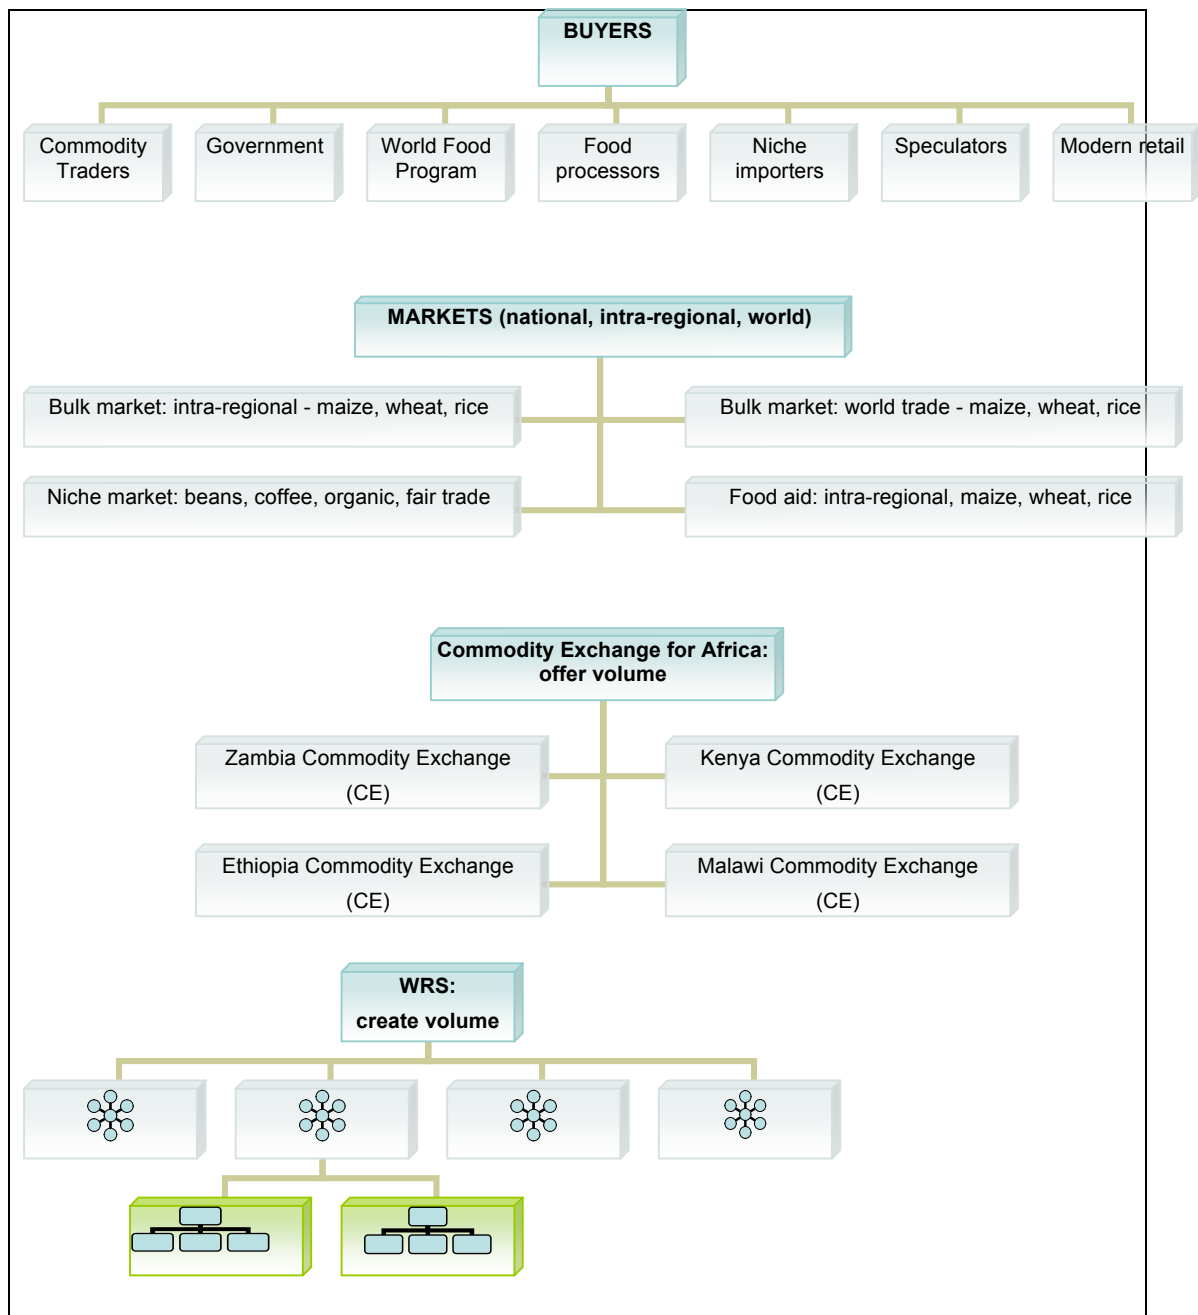 BUYERS
Commodity
Traders
Government
World Food
Program
Food
processors
Niche
importers
Speculators
Modern retail
MARKETS (national, intra-regional, world)
Bulk market: intra-regional - maize, wheat, rice
Bulk market: world trade - maize, wheat, rice
Niche market: beans, coffee, organic, fair trade
Food aid: intra-regional, maize, wheat, rice
Commodity Exchange for Africa:
offer volume
Zambia Commodity Exchange
(CE)
Kenya Commodity Exchange
(CE)
Ethiopia Commodity Exchange
(CE)
Malawi Commodity Exchange
(CE)
WRS:
create volume